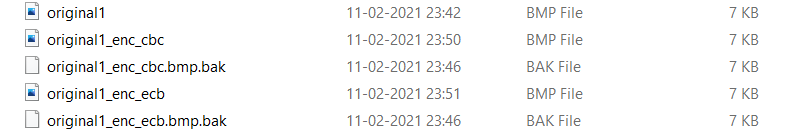 original1 11-02-2021 23:42 BMP File 7 KB
original1_enc_cbc 11-02-2021 23:50 BMP File 7 KB
original1_enc_cbc.bmp.bak 11-02-2021 23:46 BAK File 7 KB
original1_enc_ecb 11-02-2021 23:51 BMP File 7 KB
original1_enc_ecb.bmp.bak 11-02-2021 23:46 BAK File 7 KB